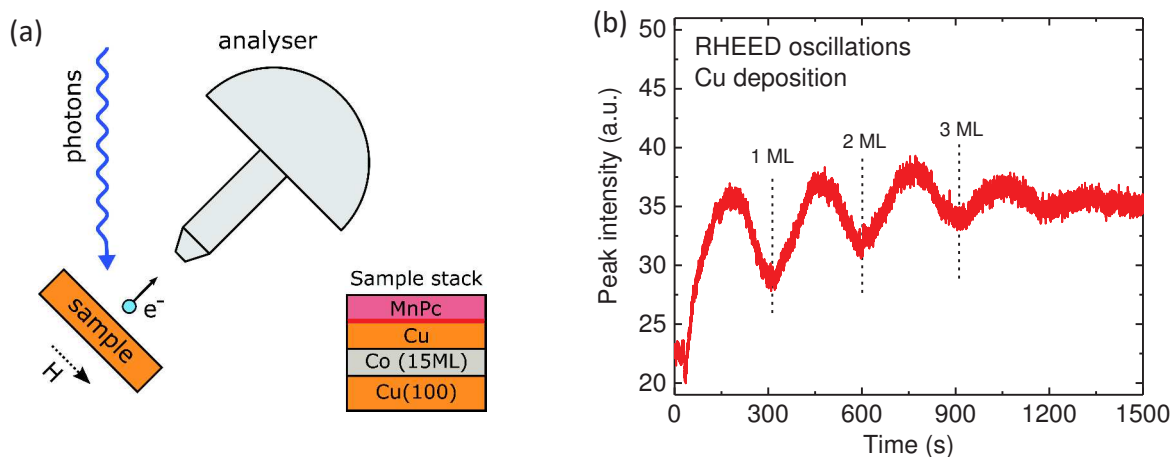 (a)
analyser
photons
e⁻
sample
H
Sample stack
MnPc
Cu
Co (15ML)
Cu(100)
(b)
RHEED oscillations
Cu deposition
1 ML
2 ML
3 ML
Peak intensity (a.u.)
50
45
40
35
30
25
20
0 300 600 900 1200 1500
Time (s)